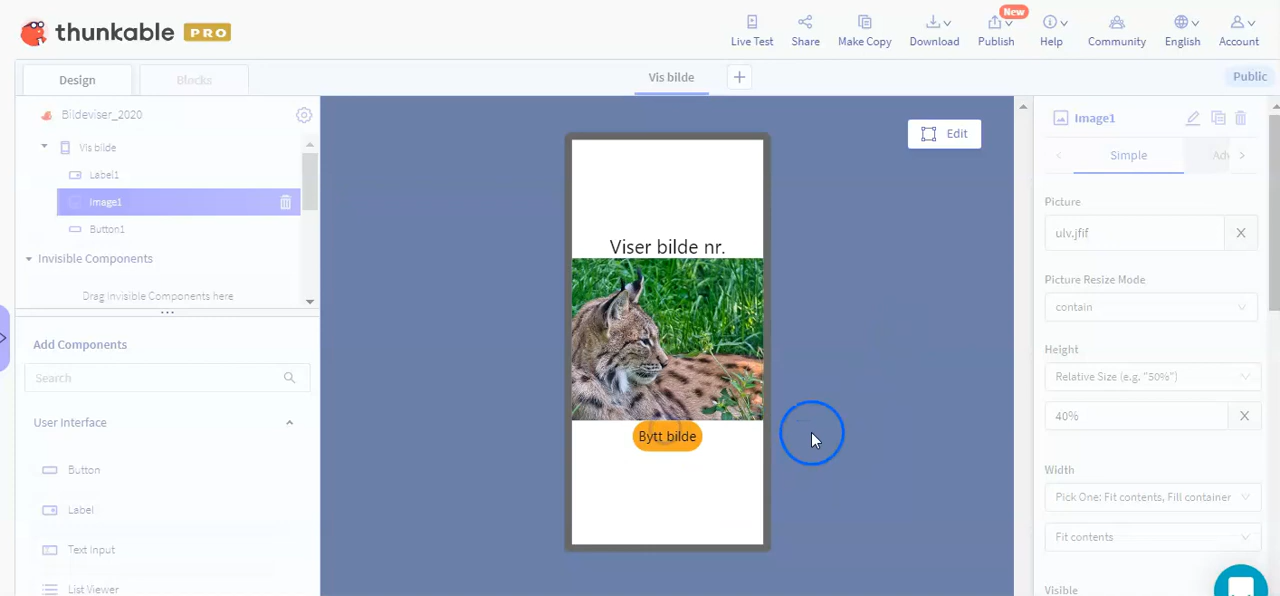 thunkable PRO
Live Test
Share
Make Copy
Download
New
Publish
Help
Community
English
Account
Design
Blocks
Vis bilde
+
Public
Bildeviser_2020
Vis bilde
Label1
Image1
Button1
Invisible Components
Drag Invisible Components here
Add Components
Search
User Interface
Button
Label
Text Input
List Viewer
Edit
Viser bilde nr.
Bytt bilde
Image1
Simple
Adv
Picture
ulv.jfif
Picture Resize Mode
contain
Height
Relative Size (e.g. "50%")
40%
Width
Pick One: Fit contents, Fill container
Fit contents
Visible